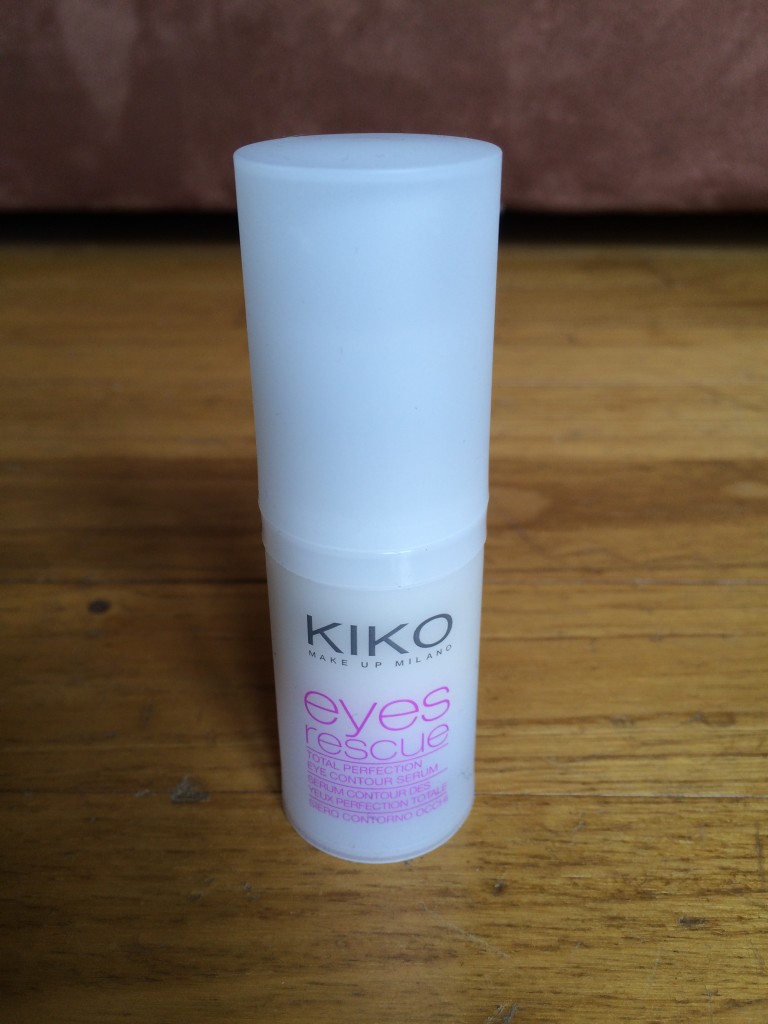 KIKO
MAKE UP MILANO
eyes
rescue
TOTAL PERFECTION
EYE CONTOUR SERUM
SERUM CONTOUR DES
YEUX PERFECTION TOTALE
SIERO CONTORNO OCCHI